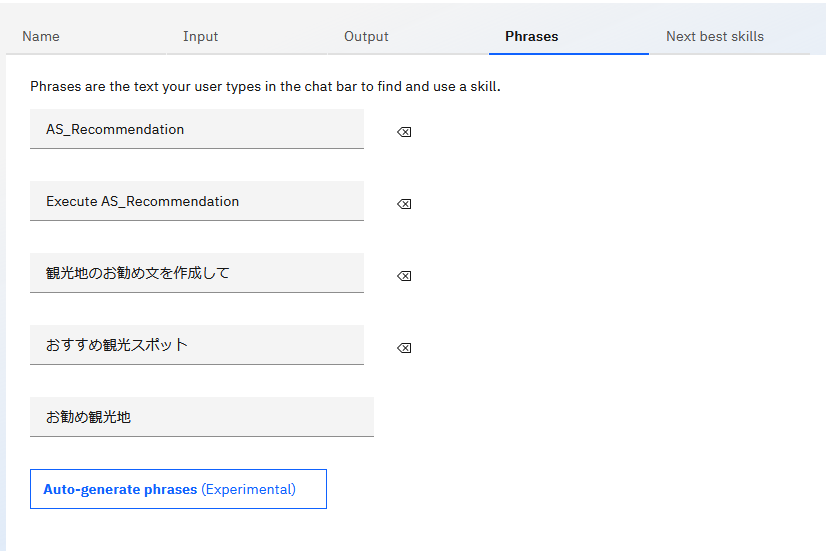 Name Input Output Phrases Next best skills
Phrases are the text your user types in the chat bar to find and use a skill.
AS_Recommendation
Execute AS_Recommendation
観光地のお勧め文を作成して
おすすめ観光スポット
お勧め観光地
Auto-generate phrases (Experimental)